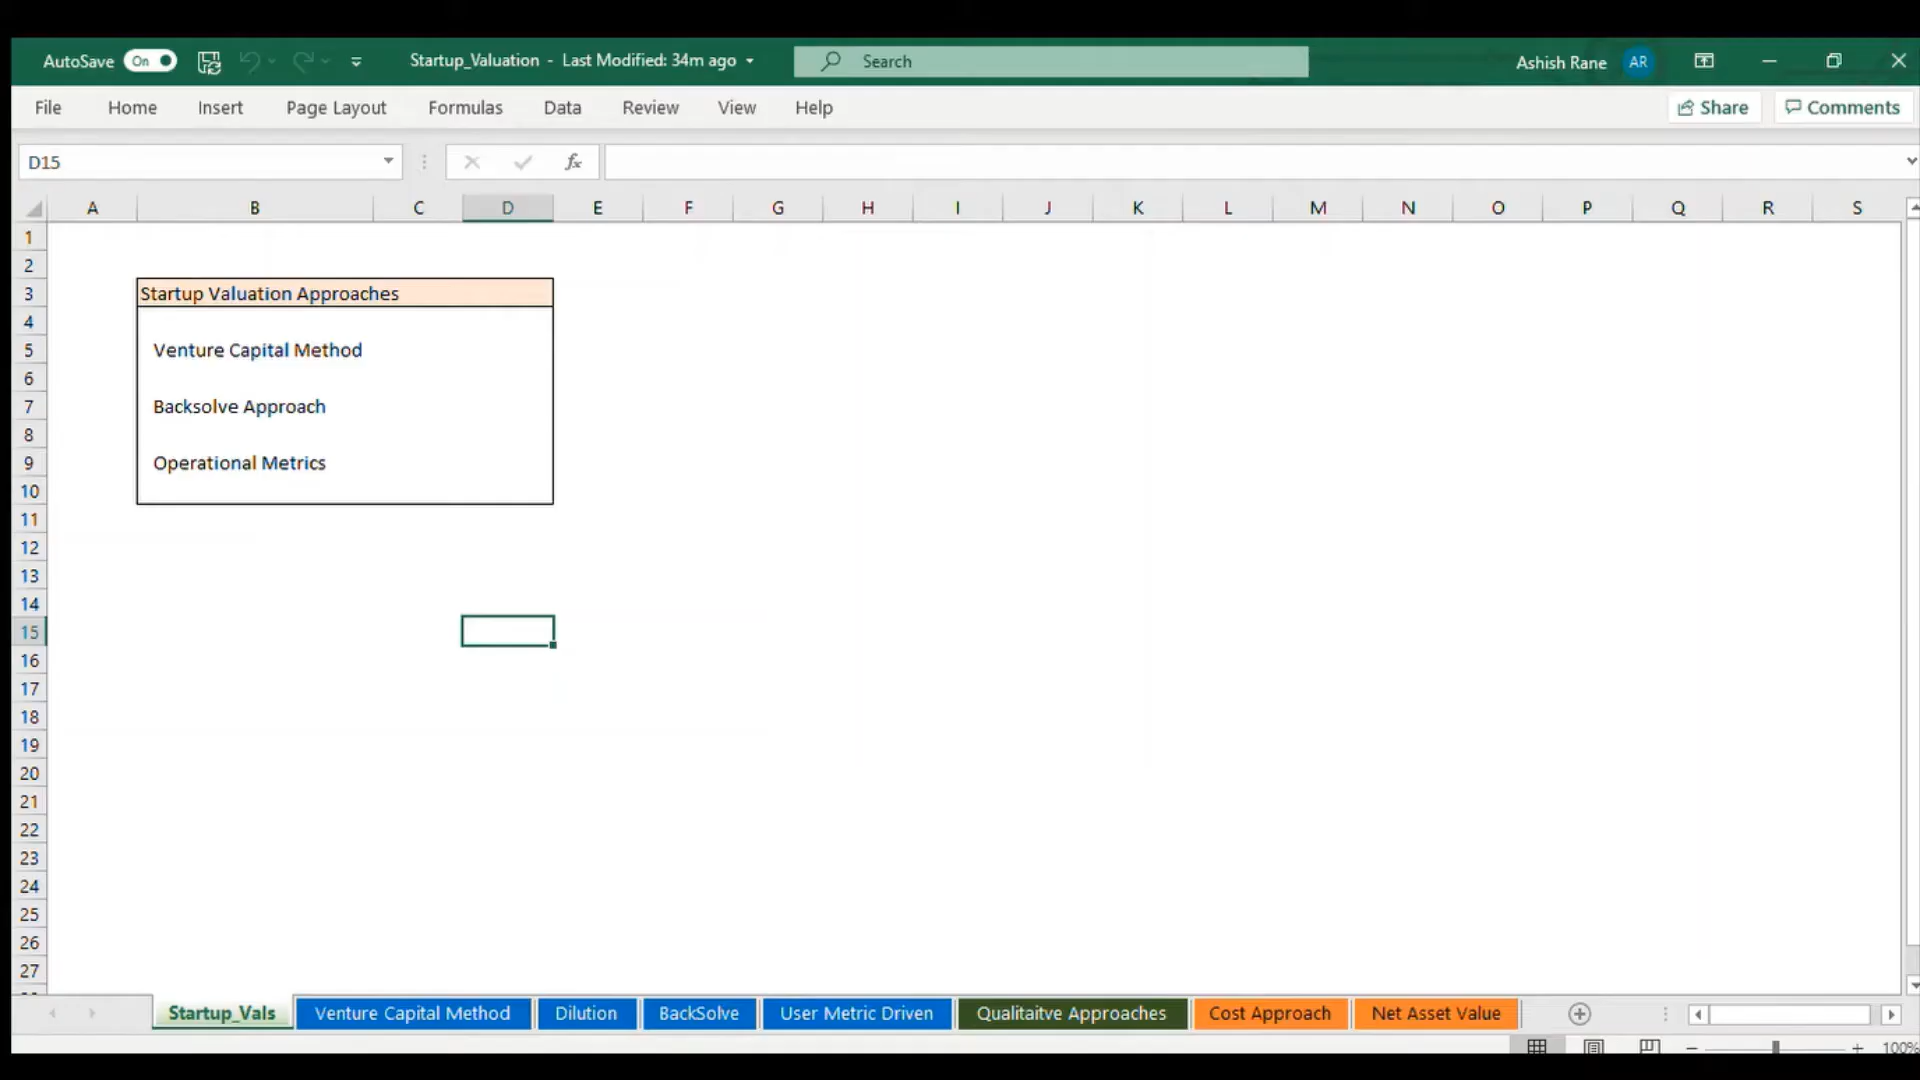 AutoSave On Startup_Valuation - Last Modified: 34m ago Search Ashish Rane AR
File Home Insert Page Layout Formulas Data Review View Help Share Comments
D15 fx
A B C D E F G H I J K L M N O P Q R S
1
2
3 Startup Valuation Approaches
4
5 Venture Capital Method
6
7 Backsolve Approach
8
9 Operational Metrics
10
11
12
13
14
15
16
17
18
19
20
21
22
23
24
25
26
27
Startup_Vals Venture Capital Method Dilution BackSolve User Metric Driven Qualitaitve Approaches Cost Approach Net Asset Value
100%